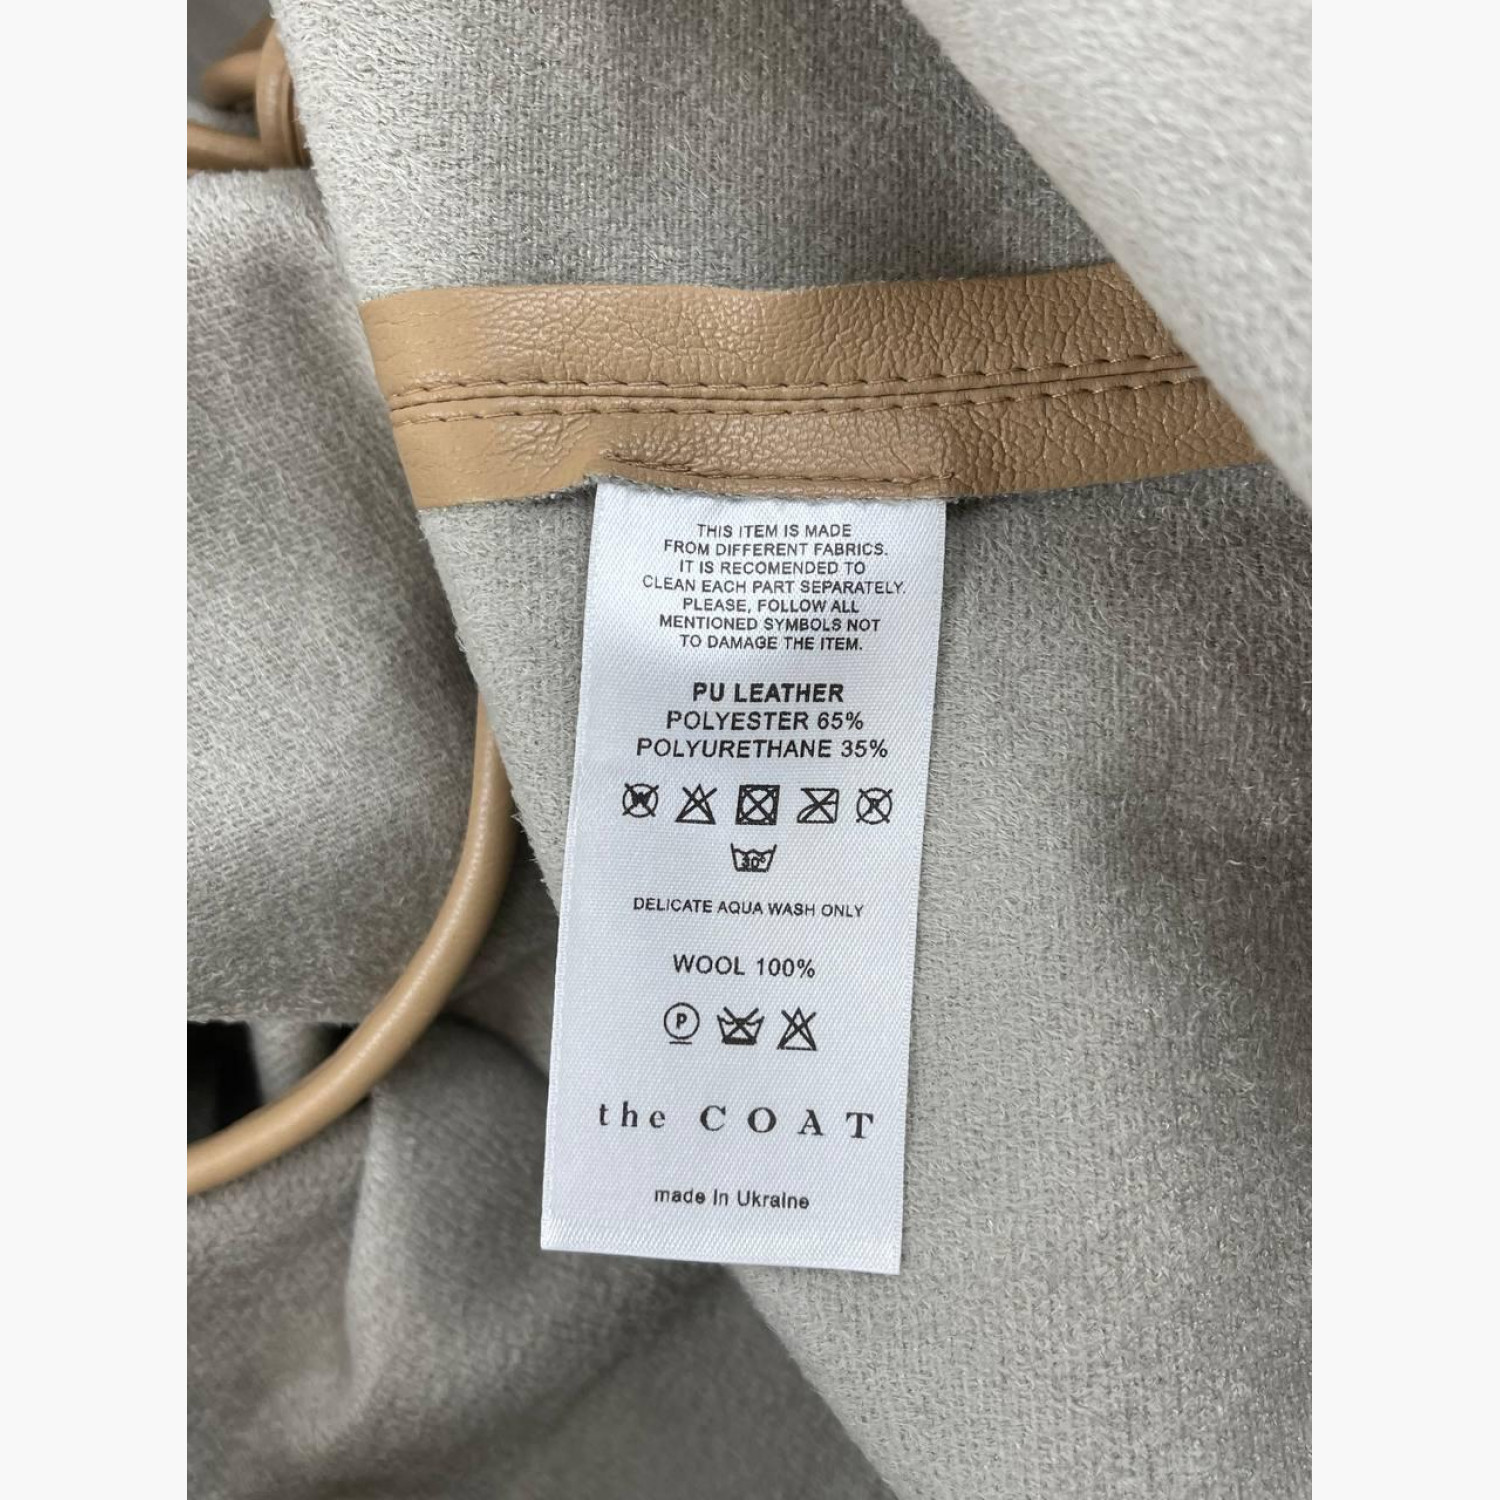 THIS ITEM IS MADE
FROM DIFFERENT FABRICS.
IT IS RECOMENDED TO
CLEAN EACH PART SEPARATELY.
PLEASE, FOLLOW ALL
MENTIONED SYMBOLS NOT
TO DAMAGE THE ITEM.
PU LEATHER
POLYESTER 65%
POLYURETHANE 35%
W P
30°
DELICATE AQUA WASH ONLY
WOOL 100%
P
the COAT
made in Ukraine